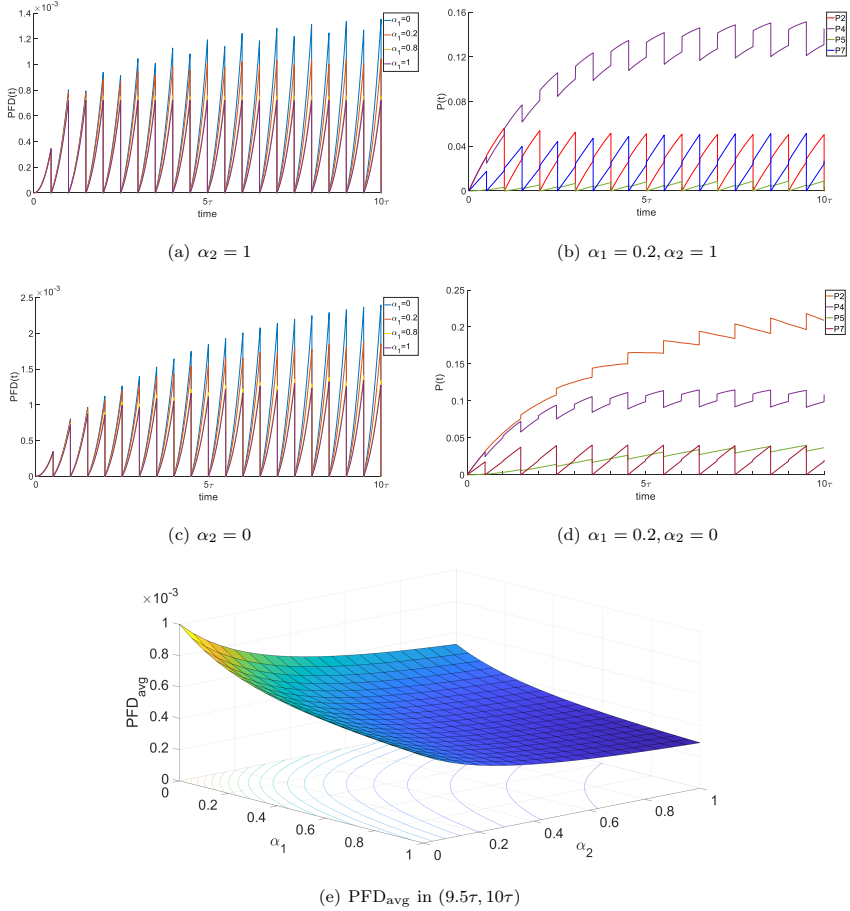 ×10⁻³
1.4
1.2
1
0.8
0.6
0.4
0.2
0
PFD(t)
0 5τ 10τ
time
α₁=0
α₁=0.2
α₁=0.8
α₁=1
(a) α₂ = 1
0.16
0.12
0.08
0.04
0
P(t)
0 5τ 10τ
time
P2
P4
P5
P7
(b) α₁ = 0.2, α₂ = 1
×10⁻³
2.5
2
1.5
1
0.5
0
PFD(t)
0 5τ 10τ
time
α₁=0
α₁=0.2
α₁=0.8
α₁=1
(c) α₂ = 0
0.25
0.2
0.15
0.1
0.05
0
P(t)
0 5τ 10τ
time
P2
P4
P5
P7
(d) α₁ = 0.2, α₂ = 0
×10⁻³
1
0.8
0.6
0.4
0.2
0
PFD_avg
0 0.2 0.4 0.6 0.8 1
α₁
0 0.2 0.4 0.6 0.8 1
α₂
(e) PFD_avg in (9.5τ, 10τ)